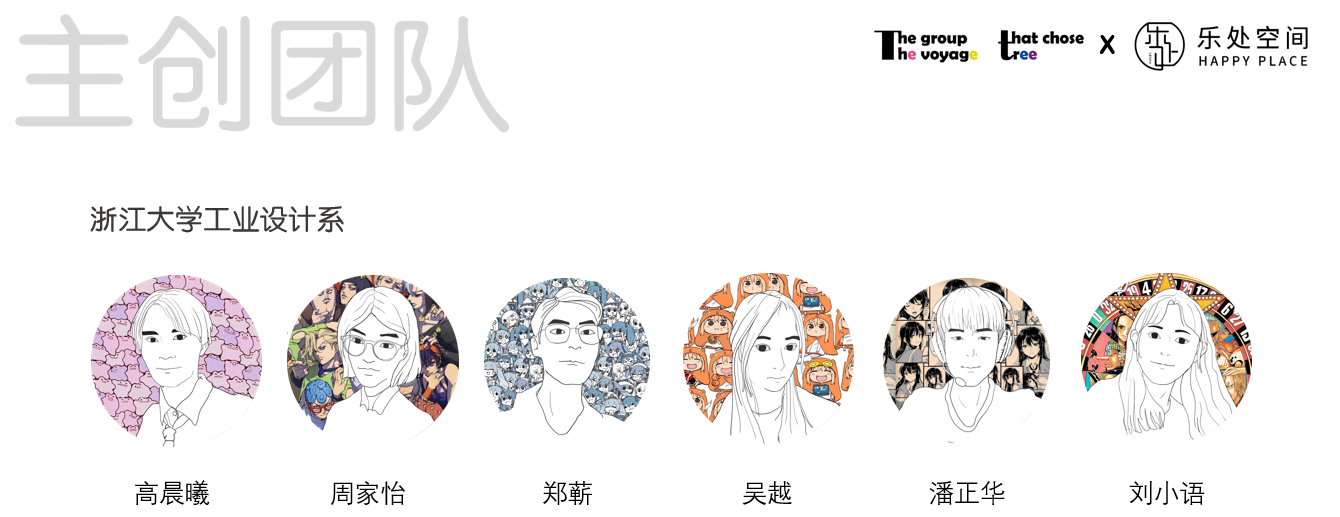 主创团队
The group that chose
The voyage tree
X
乐处空间
HAPPY PLACE
浙江大学工业设计系
高晨曦
周家怡
郑蕲
吴越
潘正华
刘小语